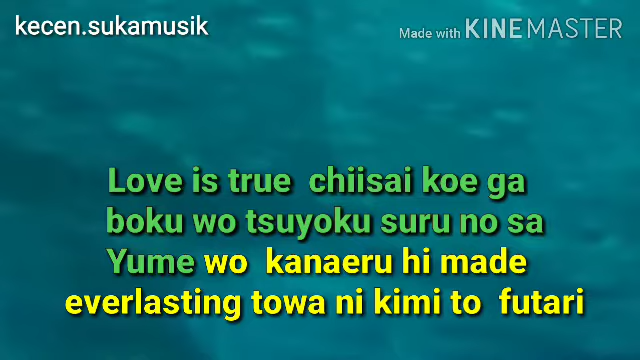 kecen.sukamusik
Made with KINEMASTER
Love is true chiisai koe ga
boku wo tsuyoku suru no sa
Yume wo kanaeru hi made
everlasting towa ni kimi to futari